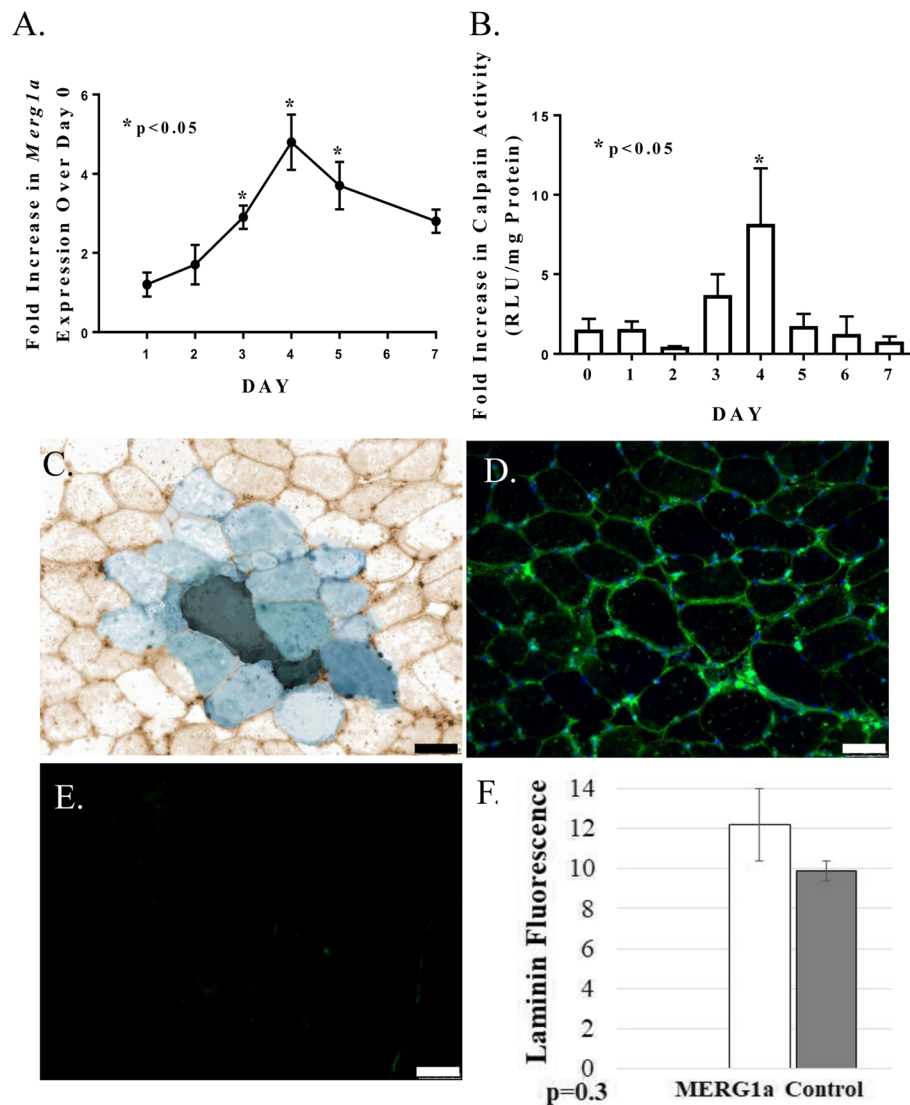 A.
Fold Increase in Merg1a
Expression Over Day 0
6
4
2
0
* p<0.05
*
*
*
1 2 3 4 5 6 7
DAY
B.
Fold Increase in Calpain Activity
(RLU/mg Protein)
15
10
5
0
* p<0.05
*
0 1 2 3 4 5 6 7
DAY
C.
D.
E.
F.
Laminin Fluorescence
14
12
10
8
6
4
2
0
p=0.3
MERG1a Control